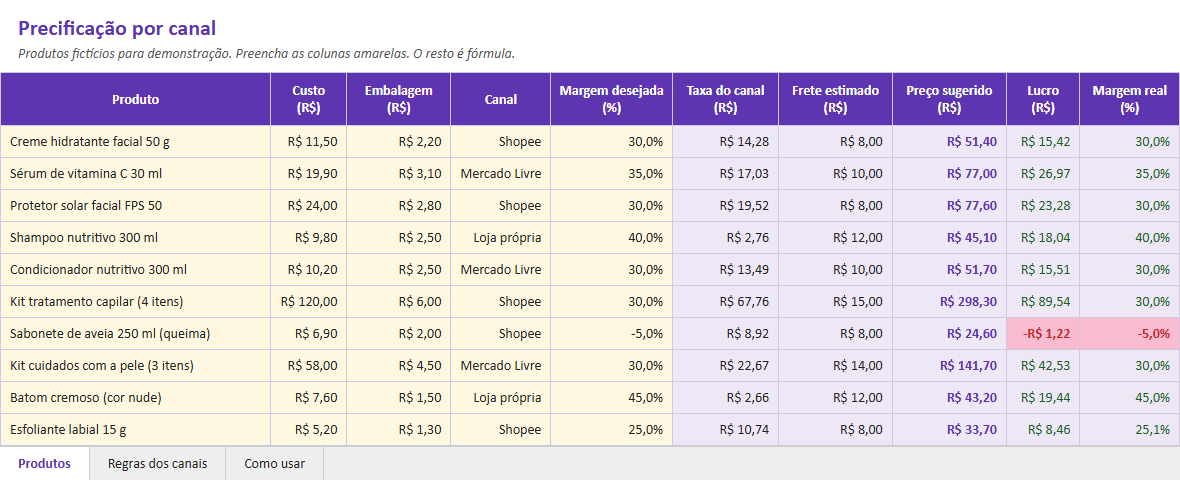 Precificação por canal
Produtos fictícios para demonstração. Preencha as colunas amarelas. O resto é fórmula.
Produto Custo (R$) Embalagem (R$) Canal Margem desejada (%) Taxa do canal (R$) Frete estimado (R$) Preço sugerido (R$) Lucro (R$) Margem real (%)
Creme hidratante facial 50 g R$ 11,50 R$ 2,20 Shopee 30,0% R$ 14,28 R$ 8,00 R$ 51,40 R$ 15,42 30,0%
Sérum de vitamina C 30 ml R$ 19,90 R$ 3,10 Mercado Livre 35,0% R$ 17,03 R$ 10,00 R$ 77,00 R$ 26,97 35,0%
Protetor solar facial FPS 50 R$ 24,00 R$ 2,80 Shopee 30,0% R$ 19,52 R$ 8,00 R$ 77,60 R$ 23,28 30,0%
Shampoo nutritivo 300 ml R$ 9,80 R$ 2,50 Loja própria 40,0% R$ 2,76 R$ 12,00 R$ 45,10 R$ 18,04 40,0%
Condicionador nutritivo 300 ml R$ 10,20 R$ 2,50 Mercado Livre 30,0% R$ 13,49 R$ 10,00 R$ 51,70 R$ 15,51 30,0%
Kit tratamento capilar (4 itens) R$ 120,00 R$ 6,00 Shopee 30,0% R$ 67,76 R$ 15,00 R$ 298,30 R$ 89,54 30,0%
Sabonete de aveia 250 ml (queima) R$ 6,90 R$ 2,00 Shopee -5,0% R$ 8,92 R$ 8,00 R$ 24,60 -R$ 1,22 -5,0%
Kit cuidados com a pele (3 itens) R$ 58,00 R$ 4,50 Mercado Livre 30,0% R$ 22,67 R$ 14,00 R$ 141,70 R$ 42,53 30,0%
Batom cremoso (cor nude) R$ 7,60 R$ 1,50 Loja própria 45,0% R$ 2,66 R$ 12,00 R$ 43,20 R$ 19,44 45,0%
Esfoliante labial 15 g R$ 5,20 R$ 1,30 Shopee 25,0% R$ 10,74 R$ 8,00 R$ 33,70 R$ 8,46 25,1%
Produtos Regras dos canais Como usar